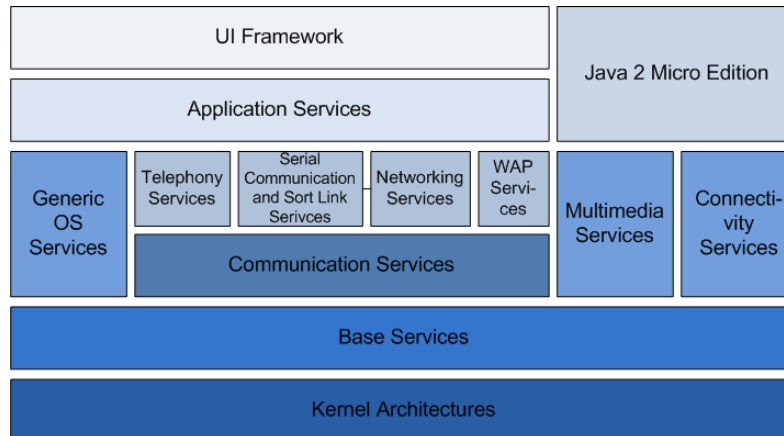 UI Framework
Java 2 Micro Edition
Application Services
Generic
OS
Services
Telephony
Services
Serial
Communication
and Sort Link
Serivces
Networking
Services
WAP
Servi-
ces
Multimedia
Services
Connecti-
vity
Services
Communication Services
Base Services
Kernel Architectures